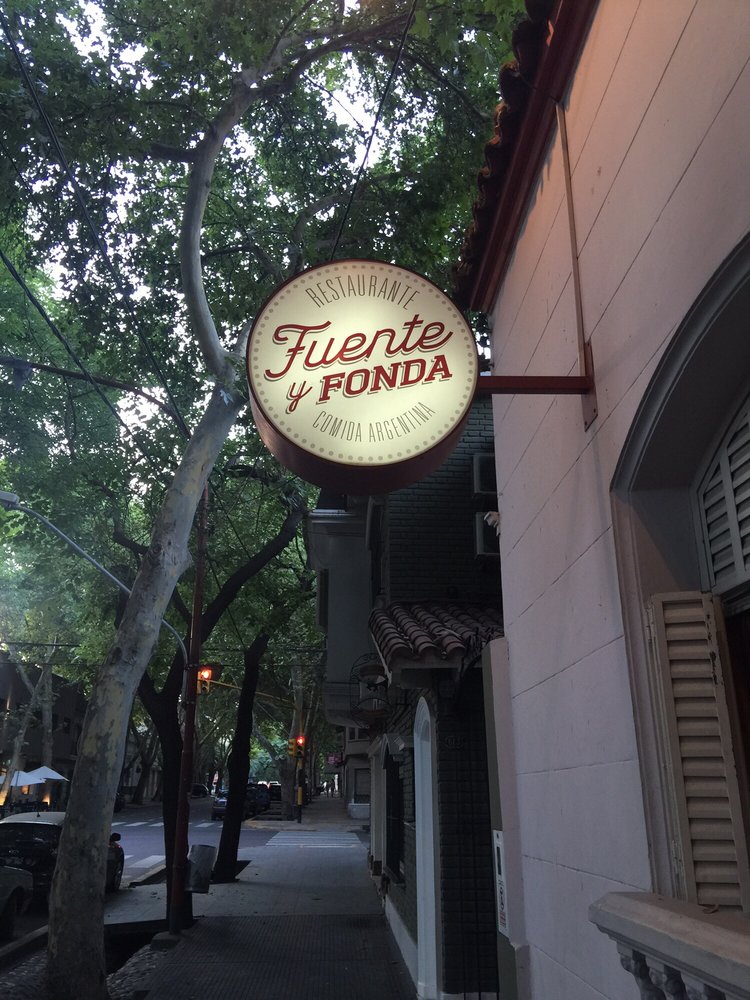 RESTAURANTE
Fuente
y FONDA
COMIDA ARGENTINA